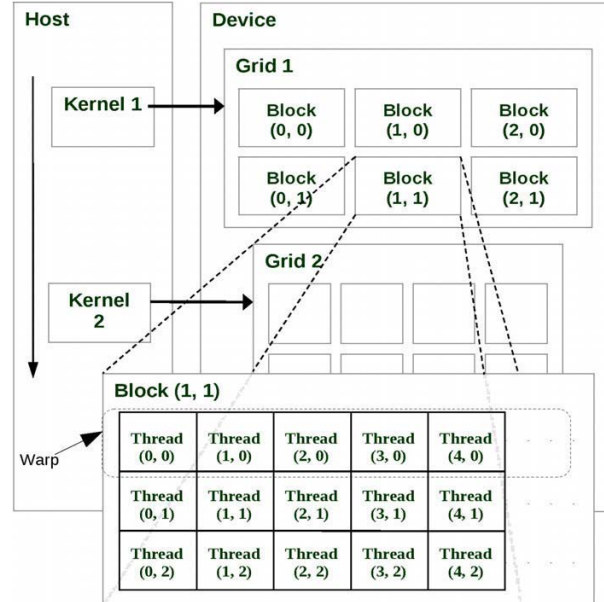 Host
Device
Grid 1
Kernel 1
Block
(0, 0)
Block
(1, 0)
Block
(2, 0)
Block
(0, 1)
Block
(1, 1)
Block
(2, 1)
Grid 2
Kernel
2
Block (1, 1)
Warp
Thread
(0, 0)
Thread
(1, 0)
Thread
(2, 0)
Thread
(3, 0)
Thread
(4, 0)
Thread
(0, 1)
Thread
(1, 1)
Thread
(2, 1)
Thread
(3, 1)
Thread
(4, 1)
Thread
(0, 2)
Thread
(1, 2)
Thread
(2, 2)
Thread
(3, 2)
Thread
(4, 2)